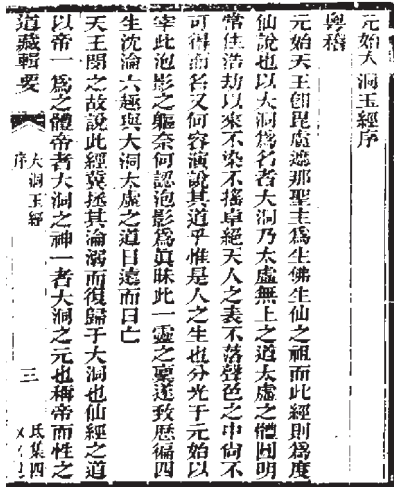 元始大洞玉經序
粵稽
元始天王卽毘盧遮那聖主爲生佛生仙之祖而此經則爲度
仙說也以大洞爲名者大洞乃太虛無上之道太虛之體圓明
常住浩劫以來不染不搖卓絕天人之表不落聲色之中尚不
可得而名又何容演說其道乎惟是人之生也分光于元始以
宰此泡影之軀奈何認泡影爲眞昧此一靈之稟遂致歷徧四
生沈淪六趣與大洞太虛之道日遠而日亡
天王閔之故說此經冀拯其淪溺而復歸于大洞也仙經之道
以帝一爲之體帝者大洞之神一者大洞之元也稱帝而性之
道藏輯要
大洞玉經
序
三
氐集四